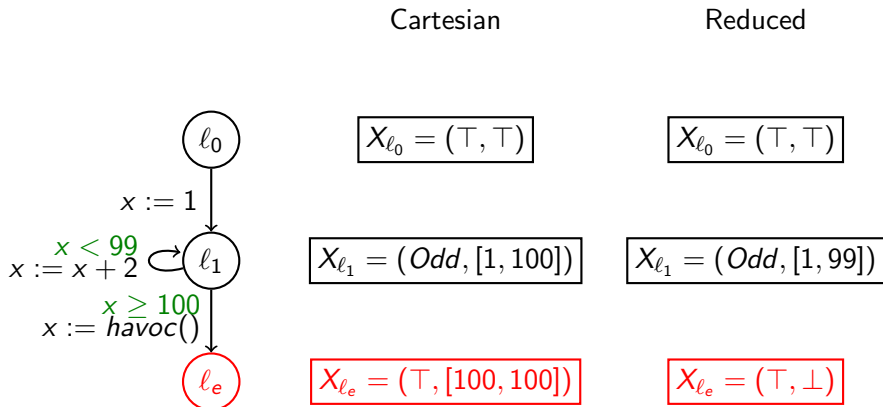 Cartesian Reduced
ℓ₀ X_ℓ₀ = (⊤, ⊤) X_ℓ₀ = (⊤, ⊤)
x := 1
x < 99
x := x + 2 ℓ₁ X_ℓ₁ = (Odd, [1, 100]) X_ℓ₁ = (Odd, [1, 99])
x ≥ 100
x := havoc()
ℓₑ X_ℓₑ = (⊤, [100, 100]) X_ℓₑ = (⊤, ⊥)